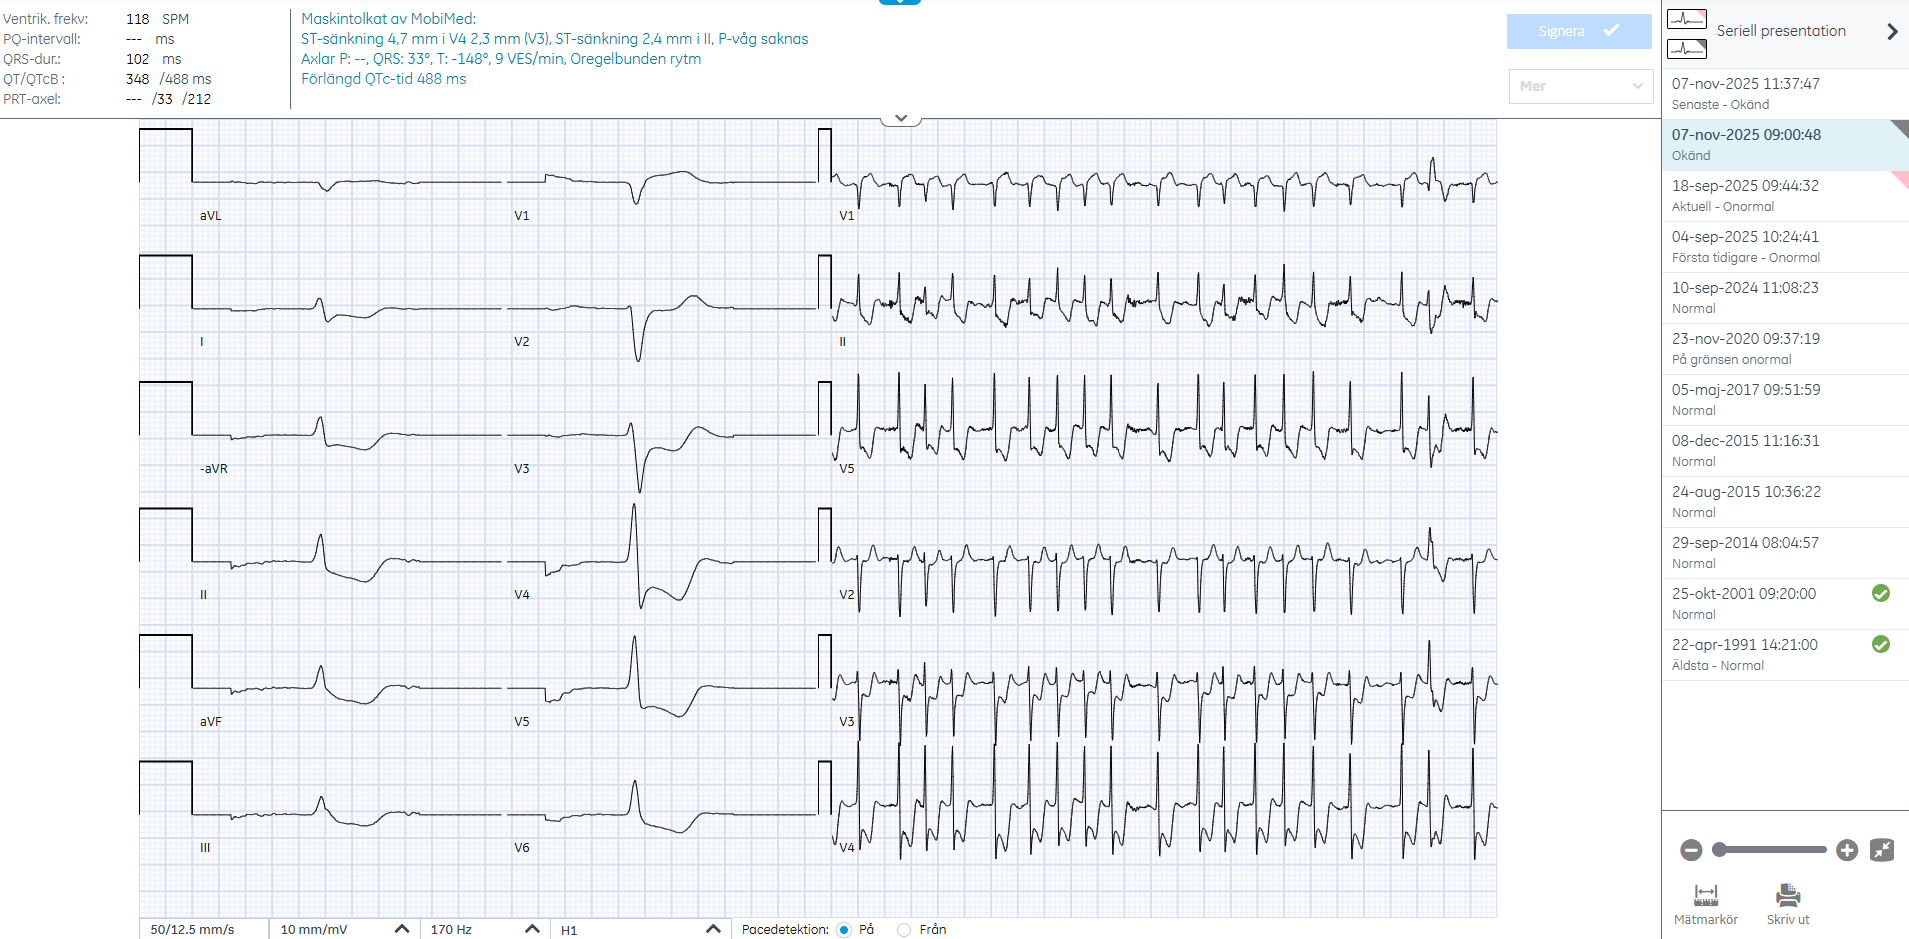 Ventrik. frekv: 118 SPM
PQ-intervall: --- ms
QRS-dur.: 102 ms
QT/QTcB : 348 /488 ms
PRT-axel: --- /33 /212
Maskintolkat av MobiMed:
ST-sänkning 4,7 mm i V4 2,3 mm (V3), ST-sänkning 2,4 mm i II, P-våg saknas
Axlar P: --, QRS: 33°, T: -148°, 9 VES/min, Oregelbunden rytm
Förlängd QTc-tid 488 ms
Signera
Mer
aVL V1 V1
I V2 II
-aVR V3 V5
II V4 V2
aVF V5 V3
III V6 V4
50/12.5 mm/s 10 mm/mV 170 Hz H1 Pacedetektion: På Från
Seriell presentation
07-nov-2025 11:37:47
Senaste - Okänd
07-nov-2025 09:00:48
Okänd
18-sep-2025 09:44:32
Aktuell - Onormal
04-sep-2025 10:24:41
Första tidigare - Onormal
10-sep-2024 11:08:23
Normal
23-nov-2020 09:37:19
På gränsen onormal
05-maj-2017 09:51:59
Normal
08-dec-2015 11:16:31
Normal
24-aug-2015 10:36:22
Normal
29-sep-2014 08:04:57
Normal
25-okt-2001 09:20:00
Normal
22-apr-1991 14:21:00
Äldsta - Normal
Mätmarkör Skriv ut